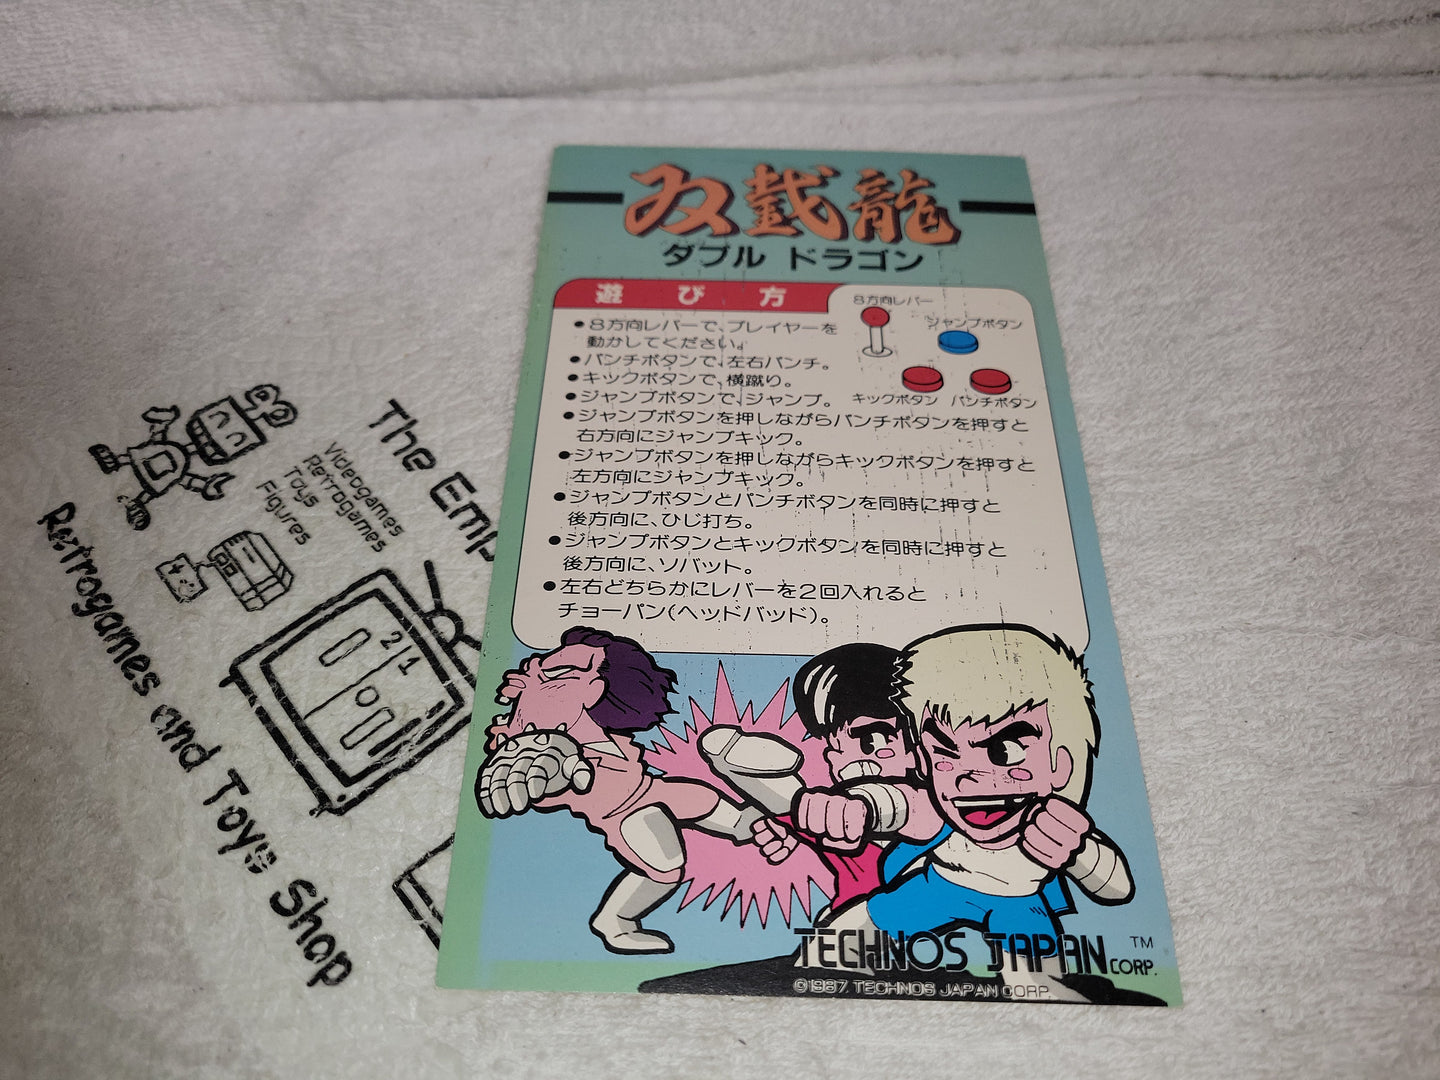 双截龍
ダブル ドラゴン
遊 び 方
8方向レバー
ジャンプボタン
キックボタン パンチボタン
●8方向レバーで、プレイヤーを
動かしてください。
●パンチボタンで、左右パンチ。
●キックボタンで、横蹴り。
●ジャンプボタンで、ジャンプ。
●ジャンプボタンを押しながらパンチボタンを押すと
右方向にジャンプキック。
●ジャンプボタンを押しながらキックボタンを押すと
左方向にジャンプキック。
●ジャンプボタンとパンチボタンを同時に押すと
後方向に、ひじ打ち。
●ジャンプボタンとキックボタンを同時に押すと
後方向に、ソバット。
●左右どちらかにレバーを2回入れると
チョーパン(ヘッドバッド)。
TECHNOS JAPAN CORP. TM
©1987 TECHNOS JAPAN CORP.
The Emp
Videogames
Retrogames
Toys
Figures
21
Retrogames and Toys Shop